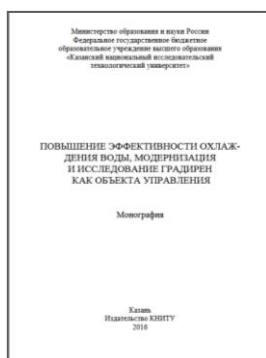 Министерство образования и науки России
Федеральное государственное бюджетное
образовательное учреждение высшего образования
«Казанский национальный исследовательский
технологический университет»
ПОВЫШЕНИЕ ЭФФЕКТИВНОСТИ ОХЛАЖ-
ДЕНИЯ ВОДЫ, МОДЕРНИЗАЦИЯ
И ИССЛЕДОВАНИЕ ГРАДИРЕН
КАК ОБЪЕКТА УПРАВЛЕНИЯ
Монография
Казань
Издательство КНИТУ
2016